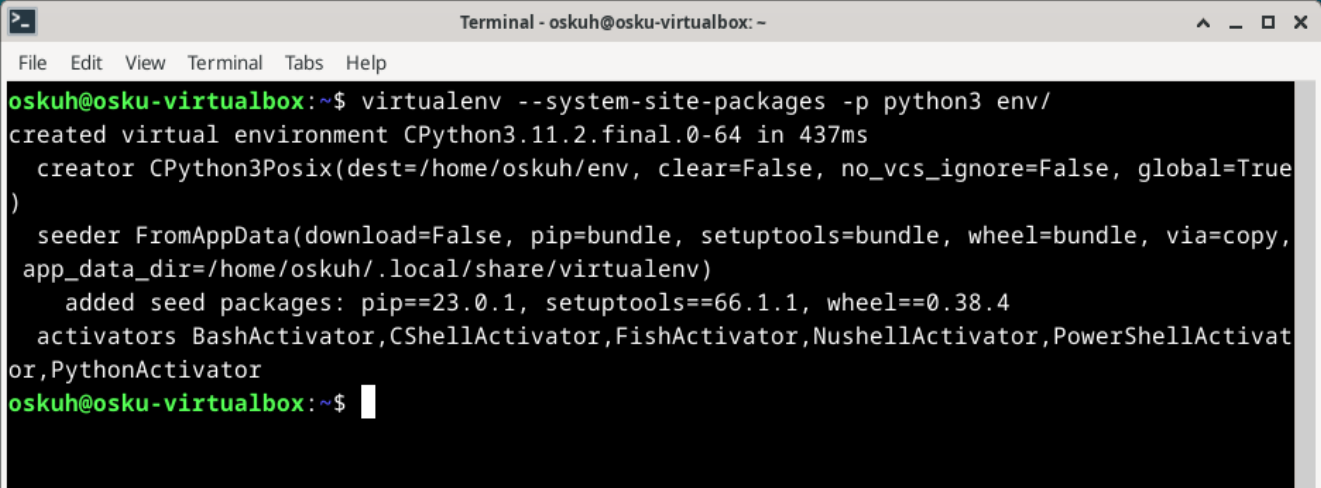 Terminal - oskuh@osku-virtualbox: ~
File Edit View Terminal Tabs Help
oskuh@osku-virtualbox:~$ virtualenv --system-site-packages -p python3 env/
created virtual environment CPython3.11.2.final.0-64 in 437ms
  creator CPython3Posix(dest=/home/oskuh/env, clear=False, no_vcs_ignore=False, global=True
)
  seeder FromAppData(download=False, pip=bundle, setuptools=bundle, wheel=bundle, via=copy,
 app_data_dir=/home/oskuh/.local/share/virtualenv)
    added seed packages: pip==23.0.1, setuptools==66.1.1, wheel==0.38.4
  activators BashActivator,CShellActivator,FishActivator,NushellActivator,PowerShellActivat
or,PythonActivator
oskuh@osku-virtualbox:~$